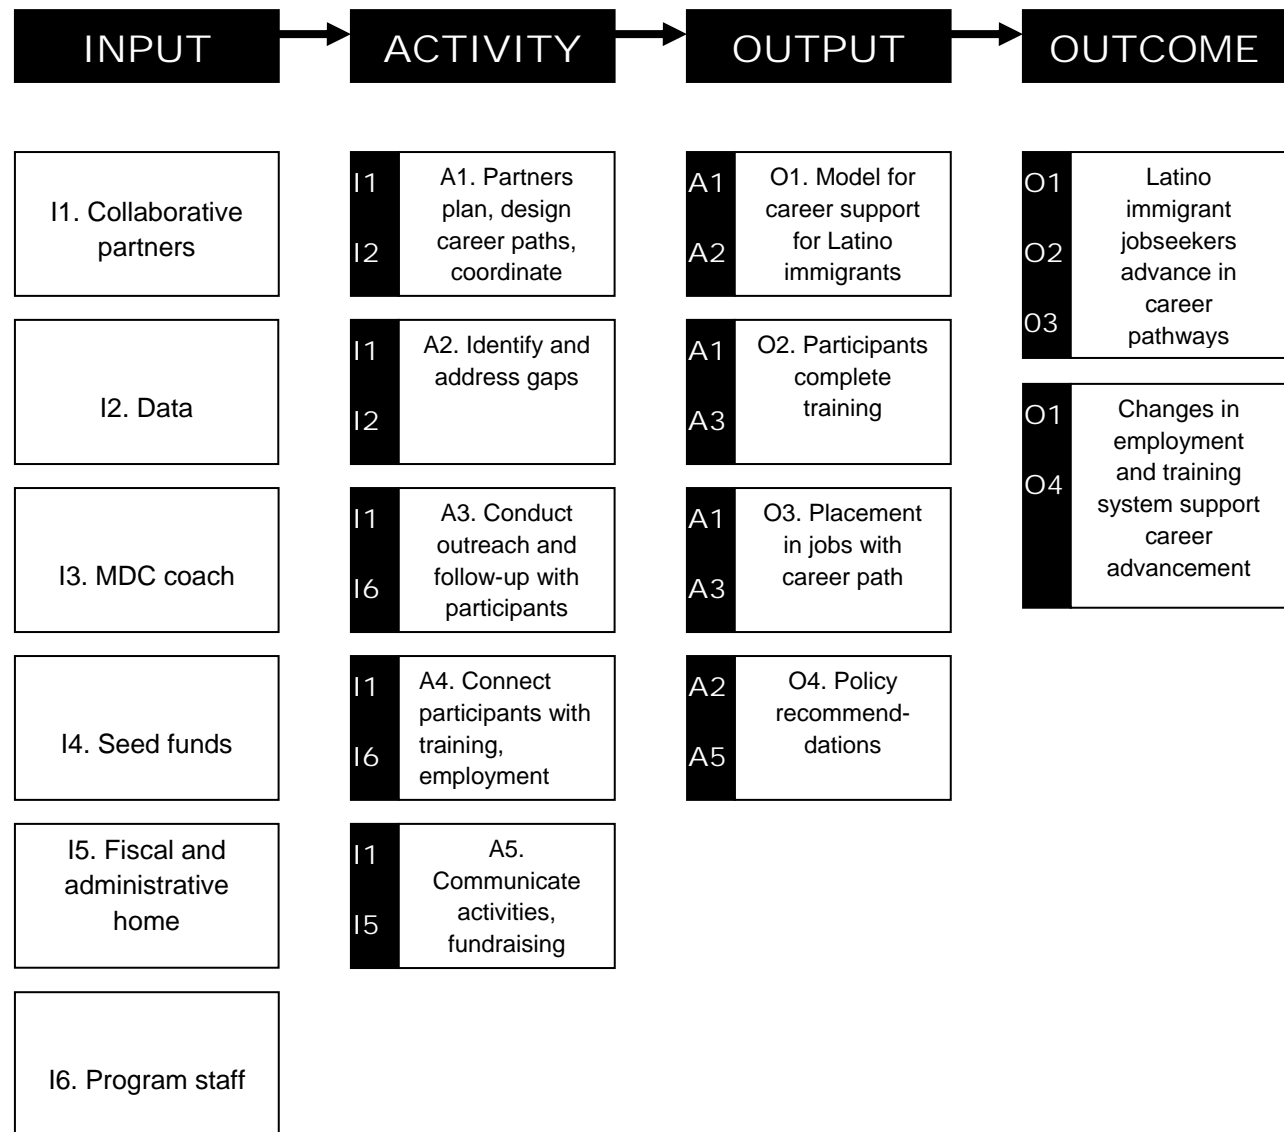 INPUT
ACTIVITY
OUTPUT
OUTCOME
I1. Collaborative
partners
I2. Data
I3. MDC coach
I4. Seed funds
I5. Fiscal and
administrative
home
I6. Program staff
I1
I2
A1. Partners
plan, design
career paths,
coordinate
I1
I2
A2. Identify and
address gaps
I1
I6
A3. Conduct
outreach and
follow-up with
participants
I1
I6
A4. Connect
participants with
training,
employment
I1
I5
A5.
Communicate
activities,
fundraising
A1
A2
O1. Model for
career support
for Latino
immigrants
A1
A3
O2. Participants
complete
training
A1
A3
O3. Placement
in jobs with
career path
A2
A5
O4. Policy
recommend-
dations
O1
O2
03
Latino
immigrant
jobseekers
advance in
career
pathways
O1
O4
Changes in
employment
and training
system support
career
advancement